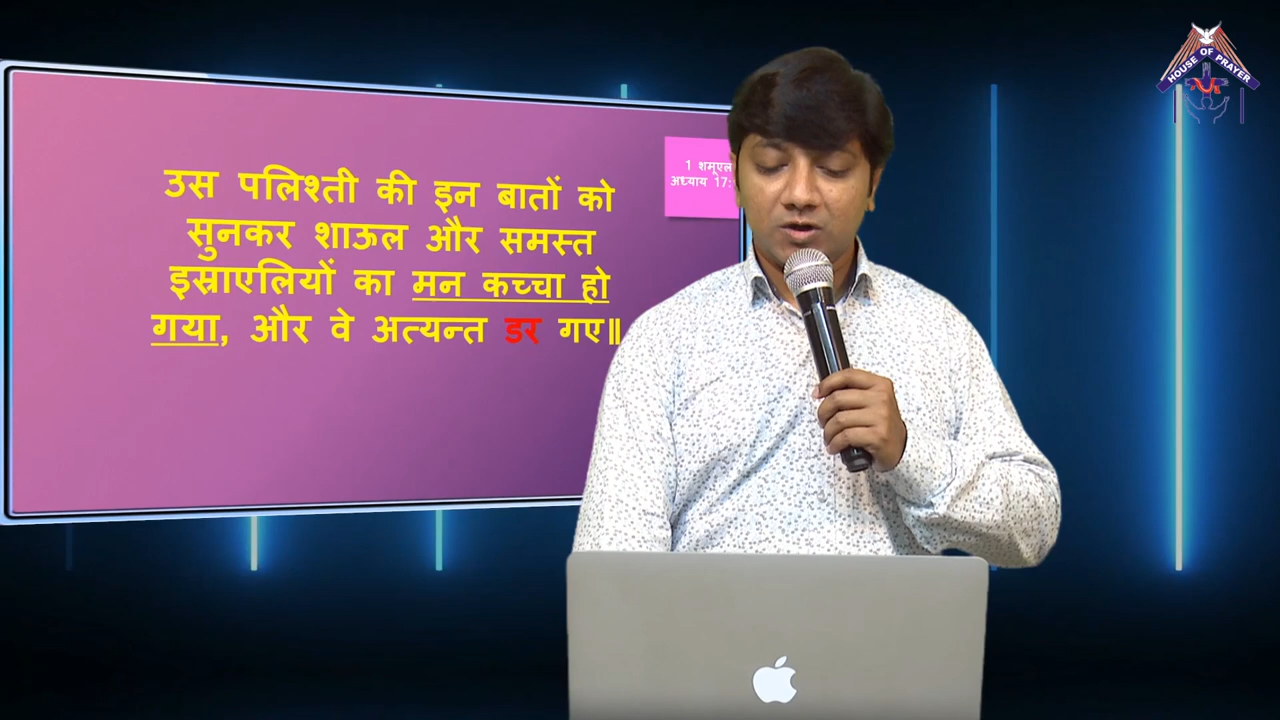 उस पलिश्ती की इन बातों को
सुनकर शाऊल और समस्त
इस्राएलियों का मन कच्चा हो
गया, और वे अत्यन्त डर गए॥
1 शमूएल
अध्याय 17:
HOUSE OF PRAYER